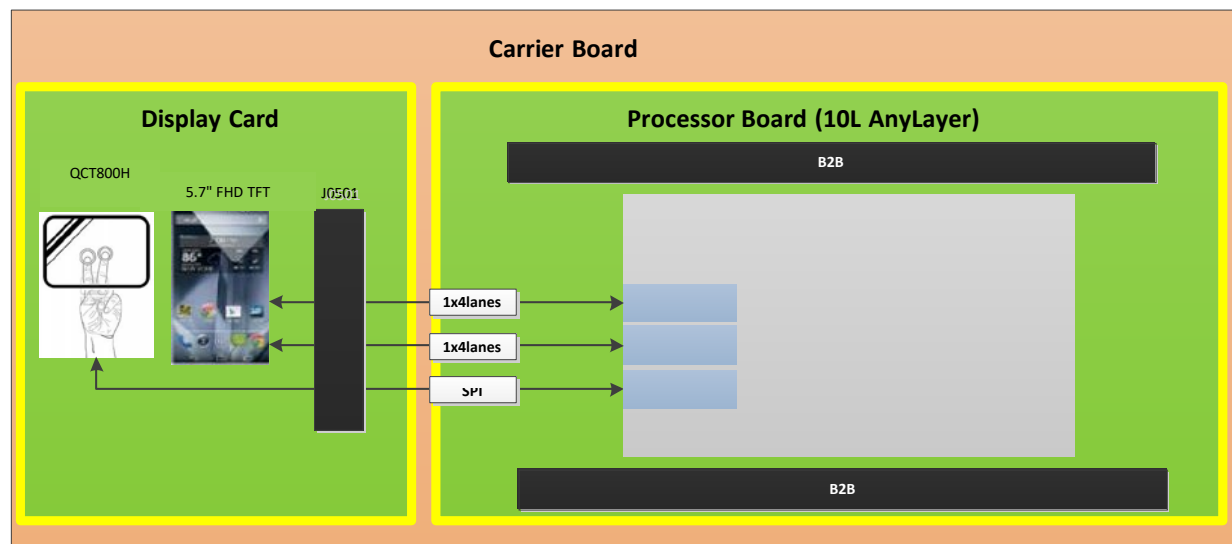 Carrier Board
Display Card
Processor Board (10L AnyLayer)
B2B
QCT800H
5.7" FHD TFT
J0501
86°
1x4lanes
1x4lanes
SPI
B2B